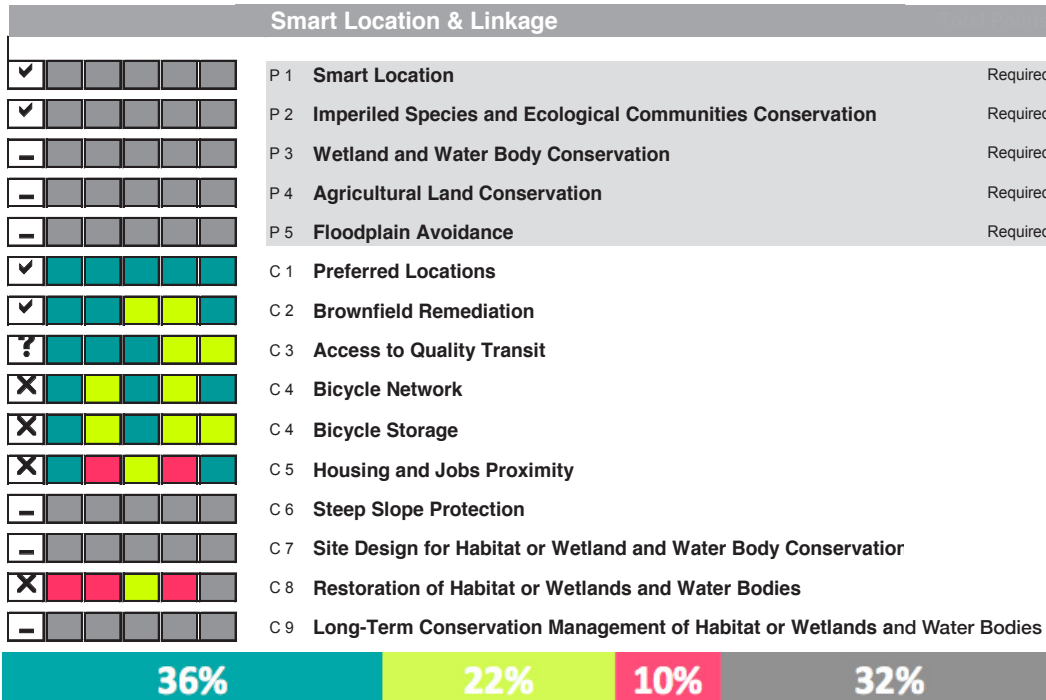 Smart Location & Linkage Total Points
✔ P 1 Smart Location Required
✔ P 2 Imperiled Species and Ecological Communities Conservation Required
– P 3 Wetland and Water Body Conservation Required
– P 4 Agricultural Land Conservation Required
– P 5 Floodplain Avoidance Required
✔ C 1 Preferred Locations
✔ C 2 Brownfield Remediation
? C 3 Access to Quality Transit
✕ C 4 Bicycle Network
✕ C 4 Bicycle Storage
✕ C 5 Housing and Jobs Proximity
– C 6 Steep Slope Protection
– C 7 Site Design for Habitat or Wetland and Water Body Conservation
✕ C 8 Restoration of Habitat or Wetlands and Water Bodies
– C 9 Long-Term Conservation Management of Habitat or Wetlands and Water Bodies
36% 22% 10% 32%